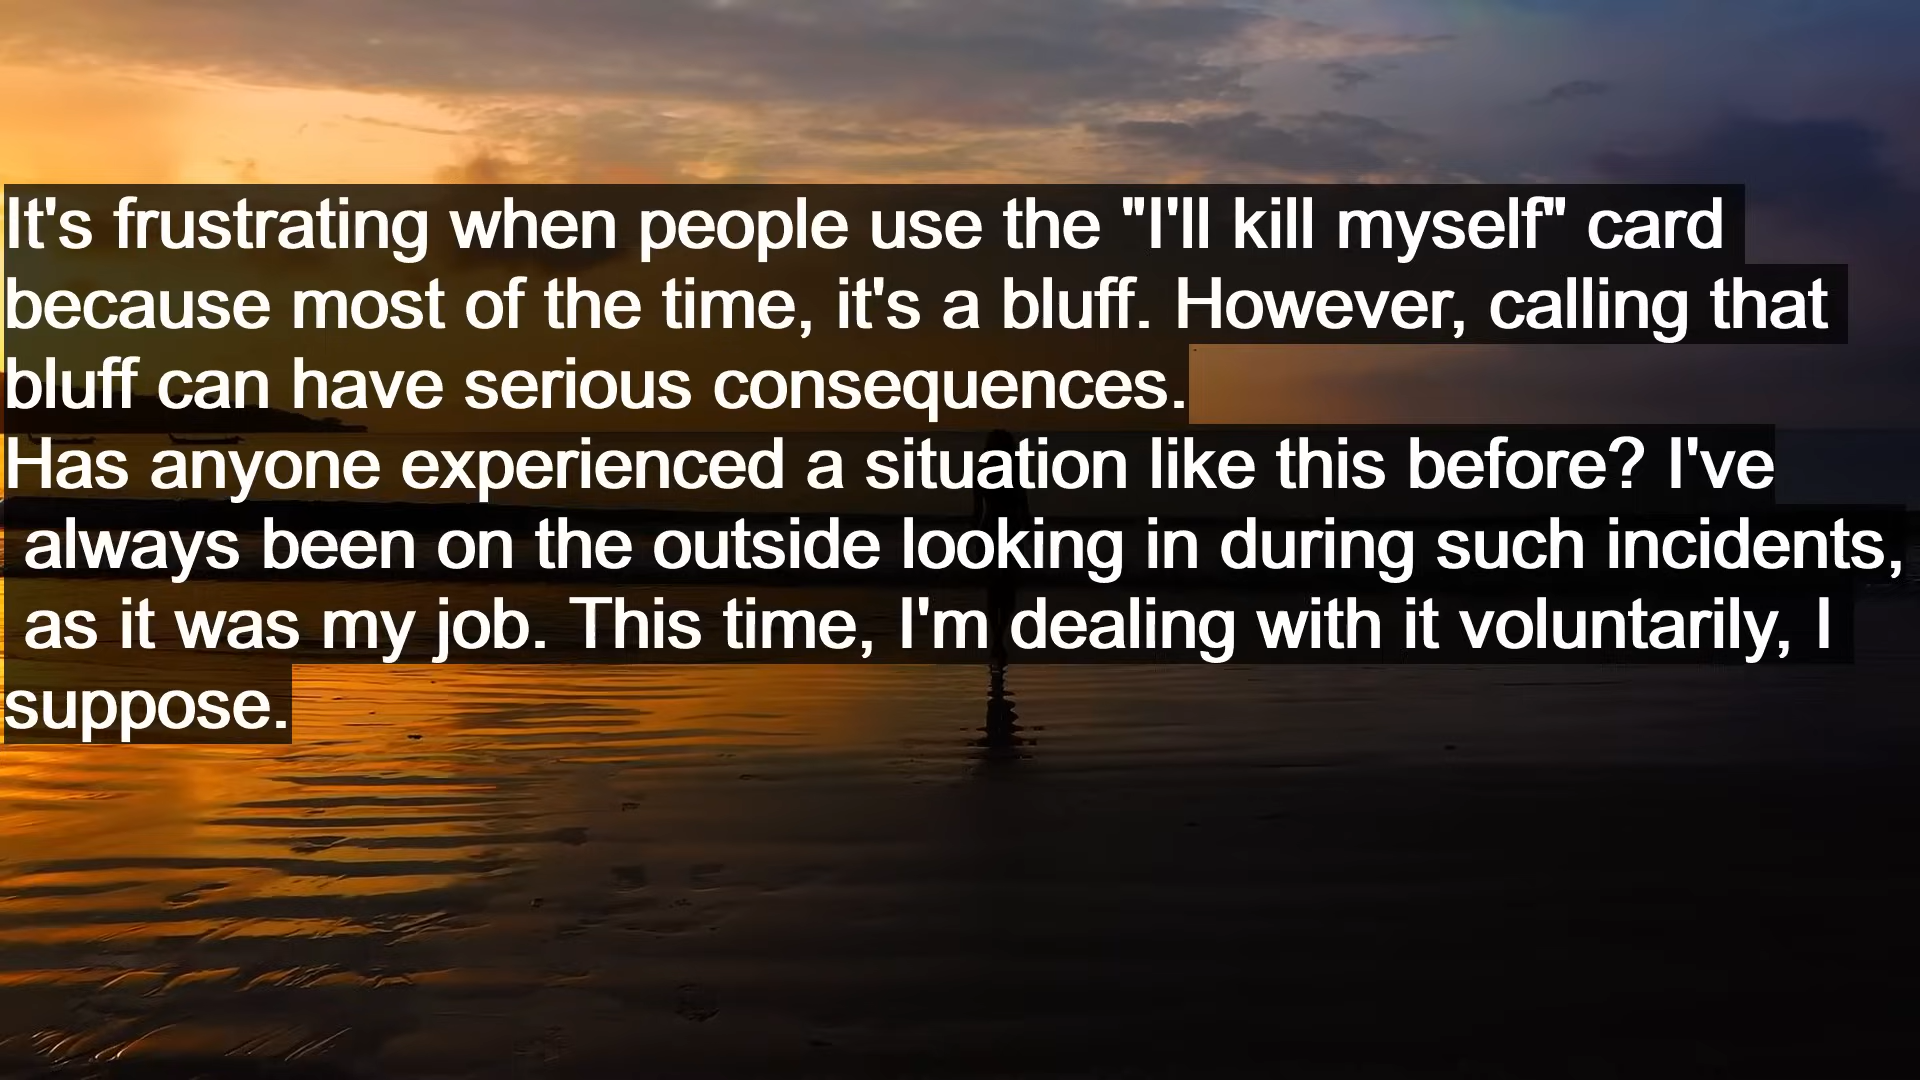 It's frustrating when people use the "I'll kill myself" card
because most of the time, it's a bluff. However, calling that
bluff can have serious consequences.
Has anyone experienced a situation like this before? I've
always been on the outside looking in during such incidents,
as it was my job. This time, I'm dealing with it voluntarily, I
suppose.